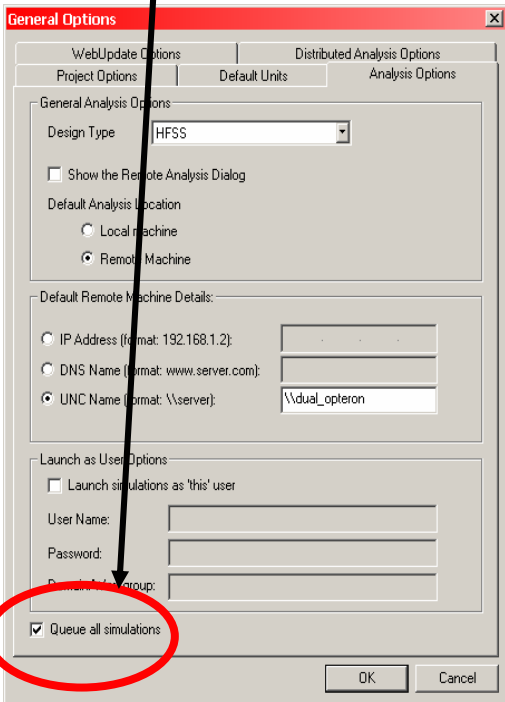 General Options
WebUpdate Options Distributed Analysis Options
Project Options Default Units Analysis Options
General Analysis Options
Design Type HFSS
Show the Remote Analysis Dialog
Default Analysis Location
Local machine
Remote Machine
Default Remote Machine Details:
IP Address (format: 192.168.1.2): . . .
DNS Name (format: www.server.com):
UNC Name (format: \\server): \\dual_opteron
Launch as User Options
Launch simulations as 'this' user
User Name:
Password:
Queue all simulations
OK Cancel